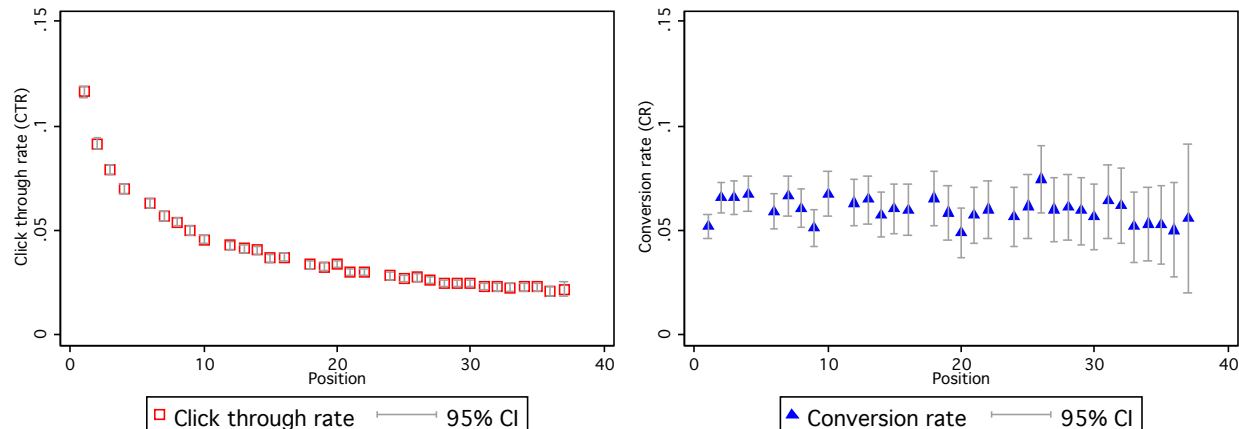 .15
.1
.05
0
Click through rate (CTR)
0 10 20 30 40
Position
Click through rate 95% CI
.15
.1
.05
0
Conversion rate (CR)
0 10 20 30 40
Position
Conversion rate 95% CI